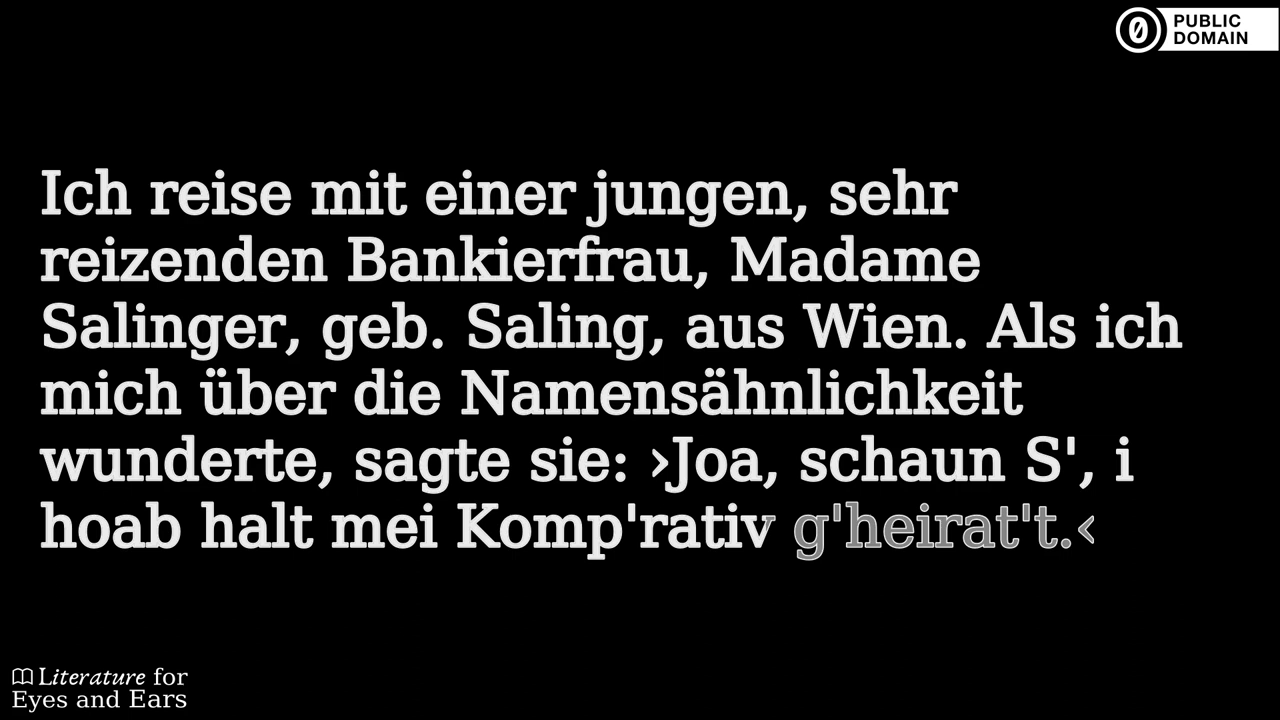 PUBLIC
DOMAIN
Ich reise mit einer jungen, sehr
reizenden Bankierfrau, Madame
Salinger, geb. Saling, aus Wien. Als ich
mich über die Namensähnlichkeit
wunderte, sagte sie: ›Joa, schaun S', i
hoab halt mei Komp'rativ g'heirat't.‹
Literature for
Eyes and Ears